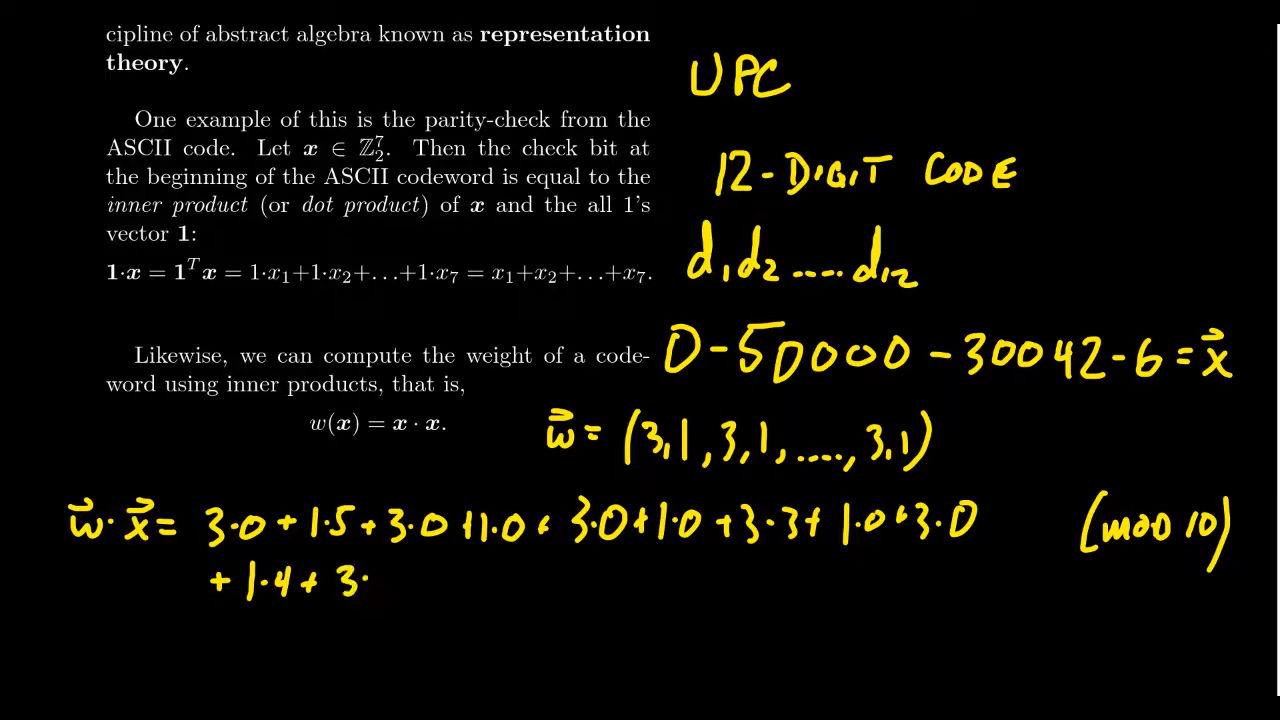 cipline of abstract algebra known as representation
theory.
One example of this is the parity-check from the
ASCII code. Let x ∈ ℤ₂⁷. Then the check bit at
the beginning of the ASCII codeword is equal to the
inner product (or dot product) of x and the all 1's
vector 1:
1·x = 1ᵀx = 1·x₁+1·x₂+...+1·x₇ = x₁+x₂+...+x₇.
Likewise, we can compute the weight of a code-
word using inner products, that is,
w(x) = x · x.
UPC
12-DIGIT CODE
d₁d₂.....d₁₂
0-50000-30042-6 = x⃗
w⃗ = (3,1,3,1,.....,3,1)
w⃗·x⃗ = 3·0 + 1·5 + 3·0 + 1·0 + 3·0 + 1·0 + 3·3 + 1·0 + 3·0 (mod 10)
+ 1·4 + 3·